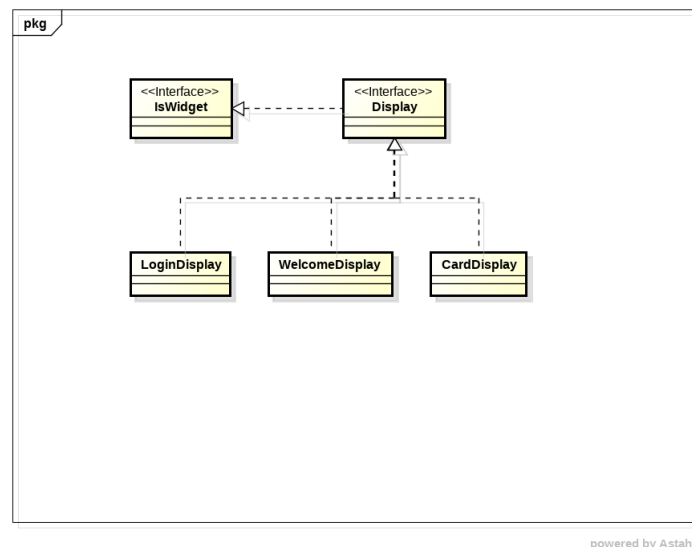 pkg
<<Interface>>
IsWidget
<<Interface>>
Display
LoginDisplay
WelcomeDisplay
CardDisplay
powered by Astah